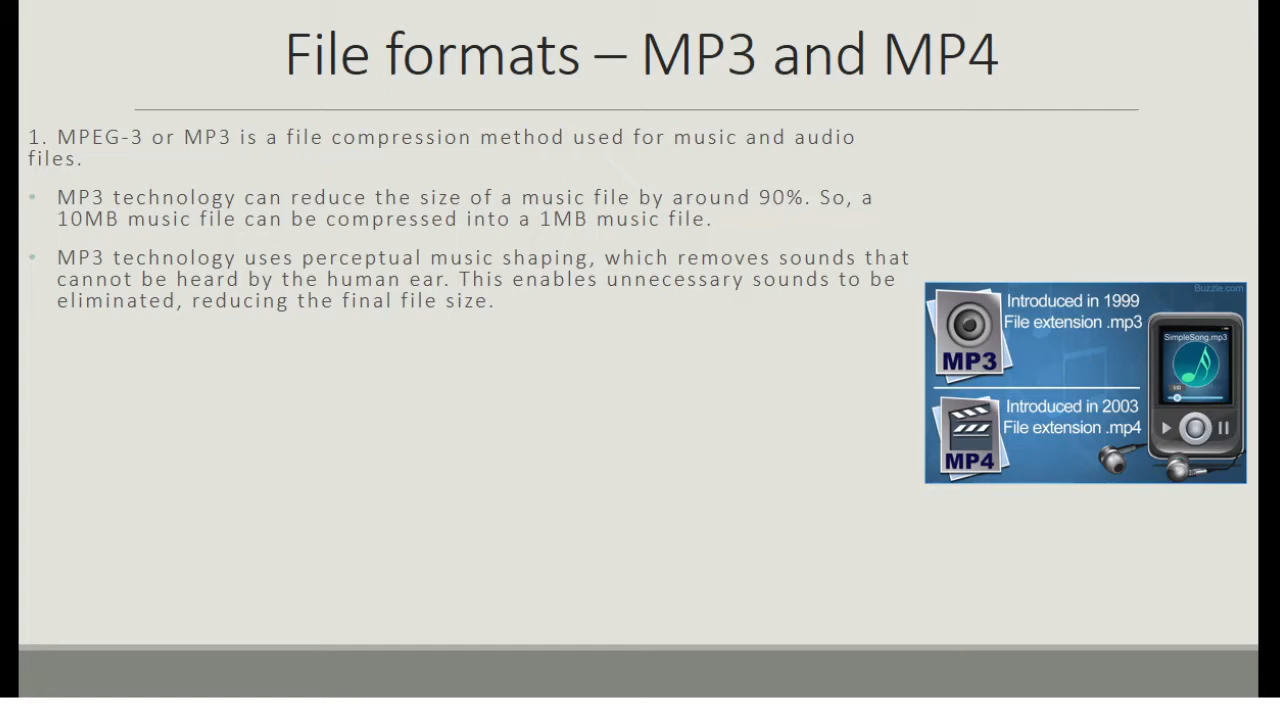 File formats – MP3 and MP4
1. MPEG-3 or MP3 is a file compression method used for music and audio
files.
• MP3 technology can reduce the size of a music file by around 90%. So, a
10MB music file can be compressed into a 1MB music file.
• MP3 technology uses perceptual music shaping, which removes sounds that
cannot be heard by the human ear. This enables unnecessary sounds to be
eliminated, reducing the final file size.
Buzzle.com
Introduced in 1999
File extension .mp3
MP3
SimpleSong.mp3
Introduced in 2003
File extension .mp4
MP4